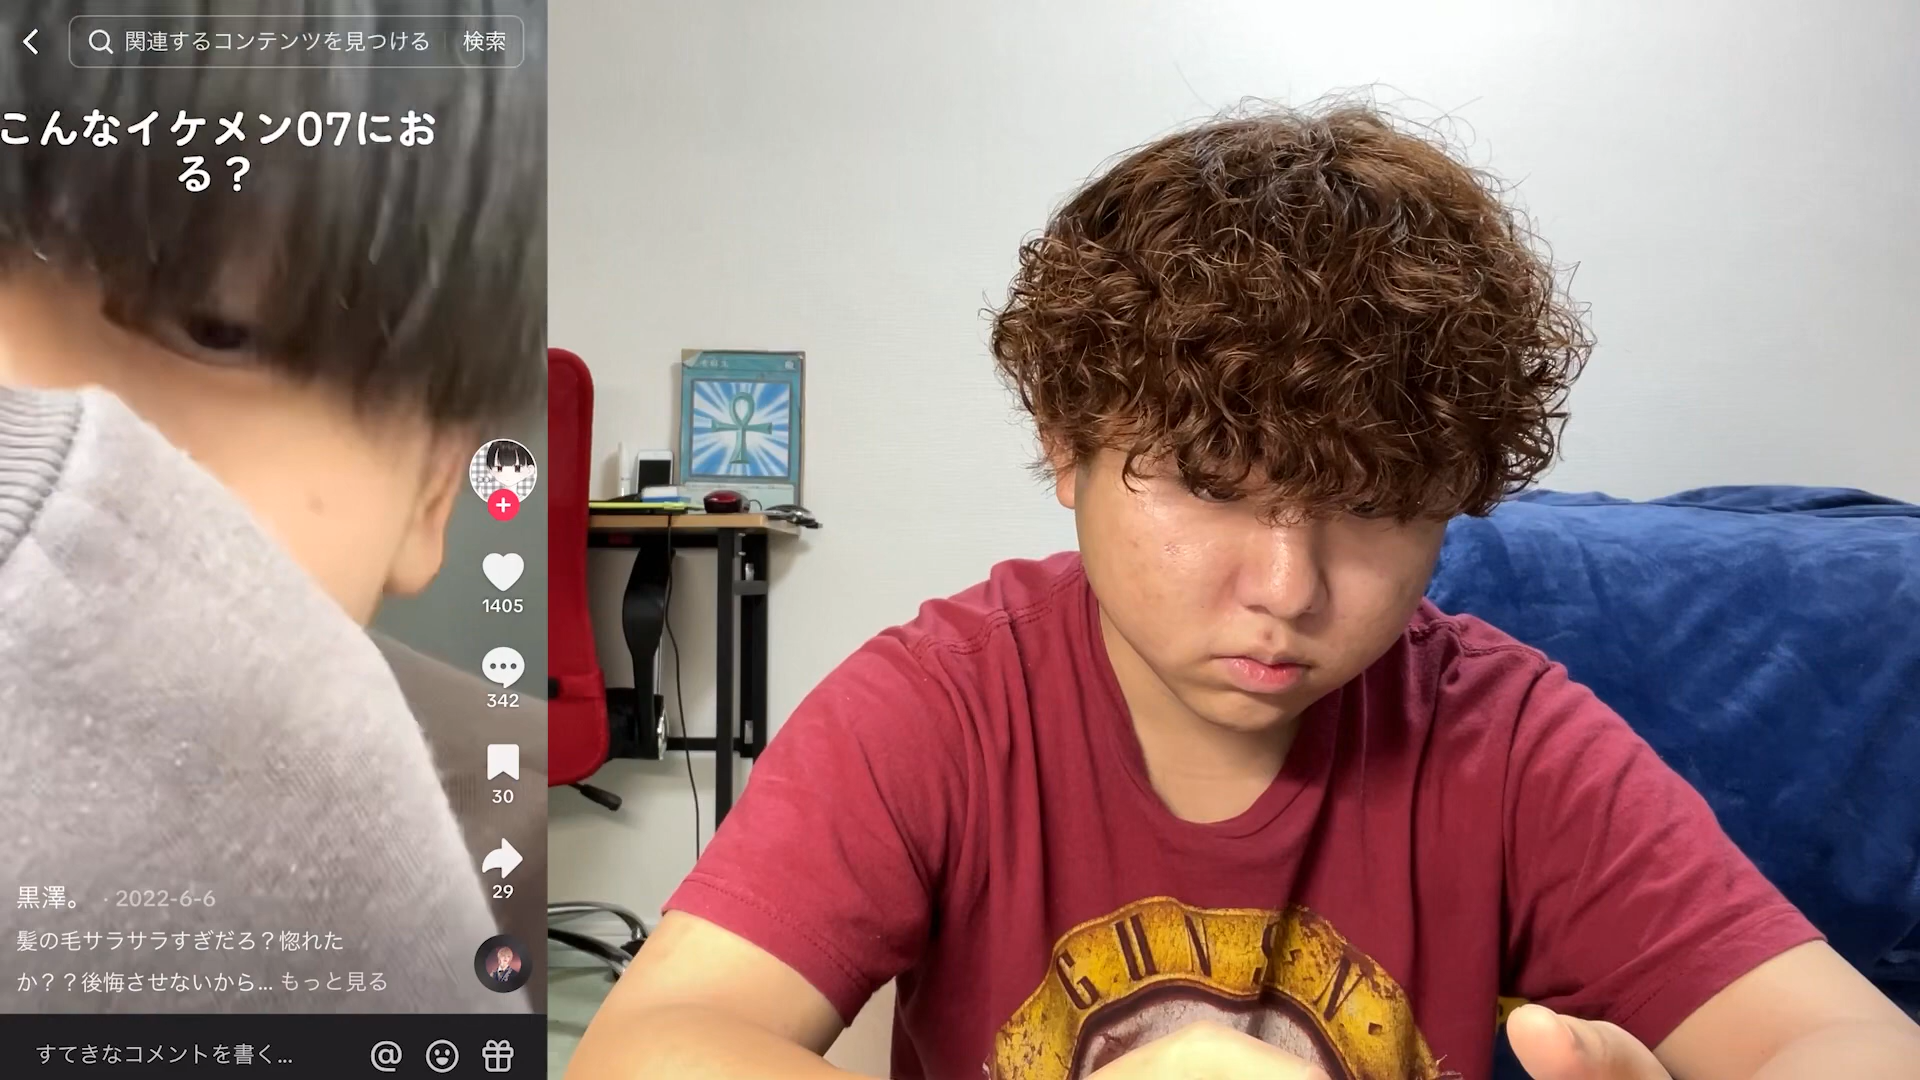 関連するコンテンツを見つける
検索
こんなイケメン07にお
る？
1405
342
30
29
黒澤。 · 2022-6-6
髪の毛サラサラすぎだろ？惚れた
か？？後悔させないから... もっと見る
すてきなコメントを書く...
GUNS N'